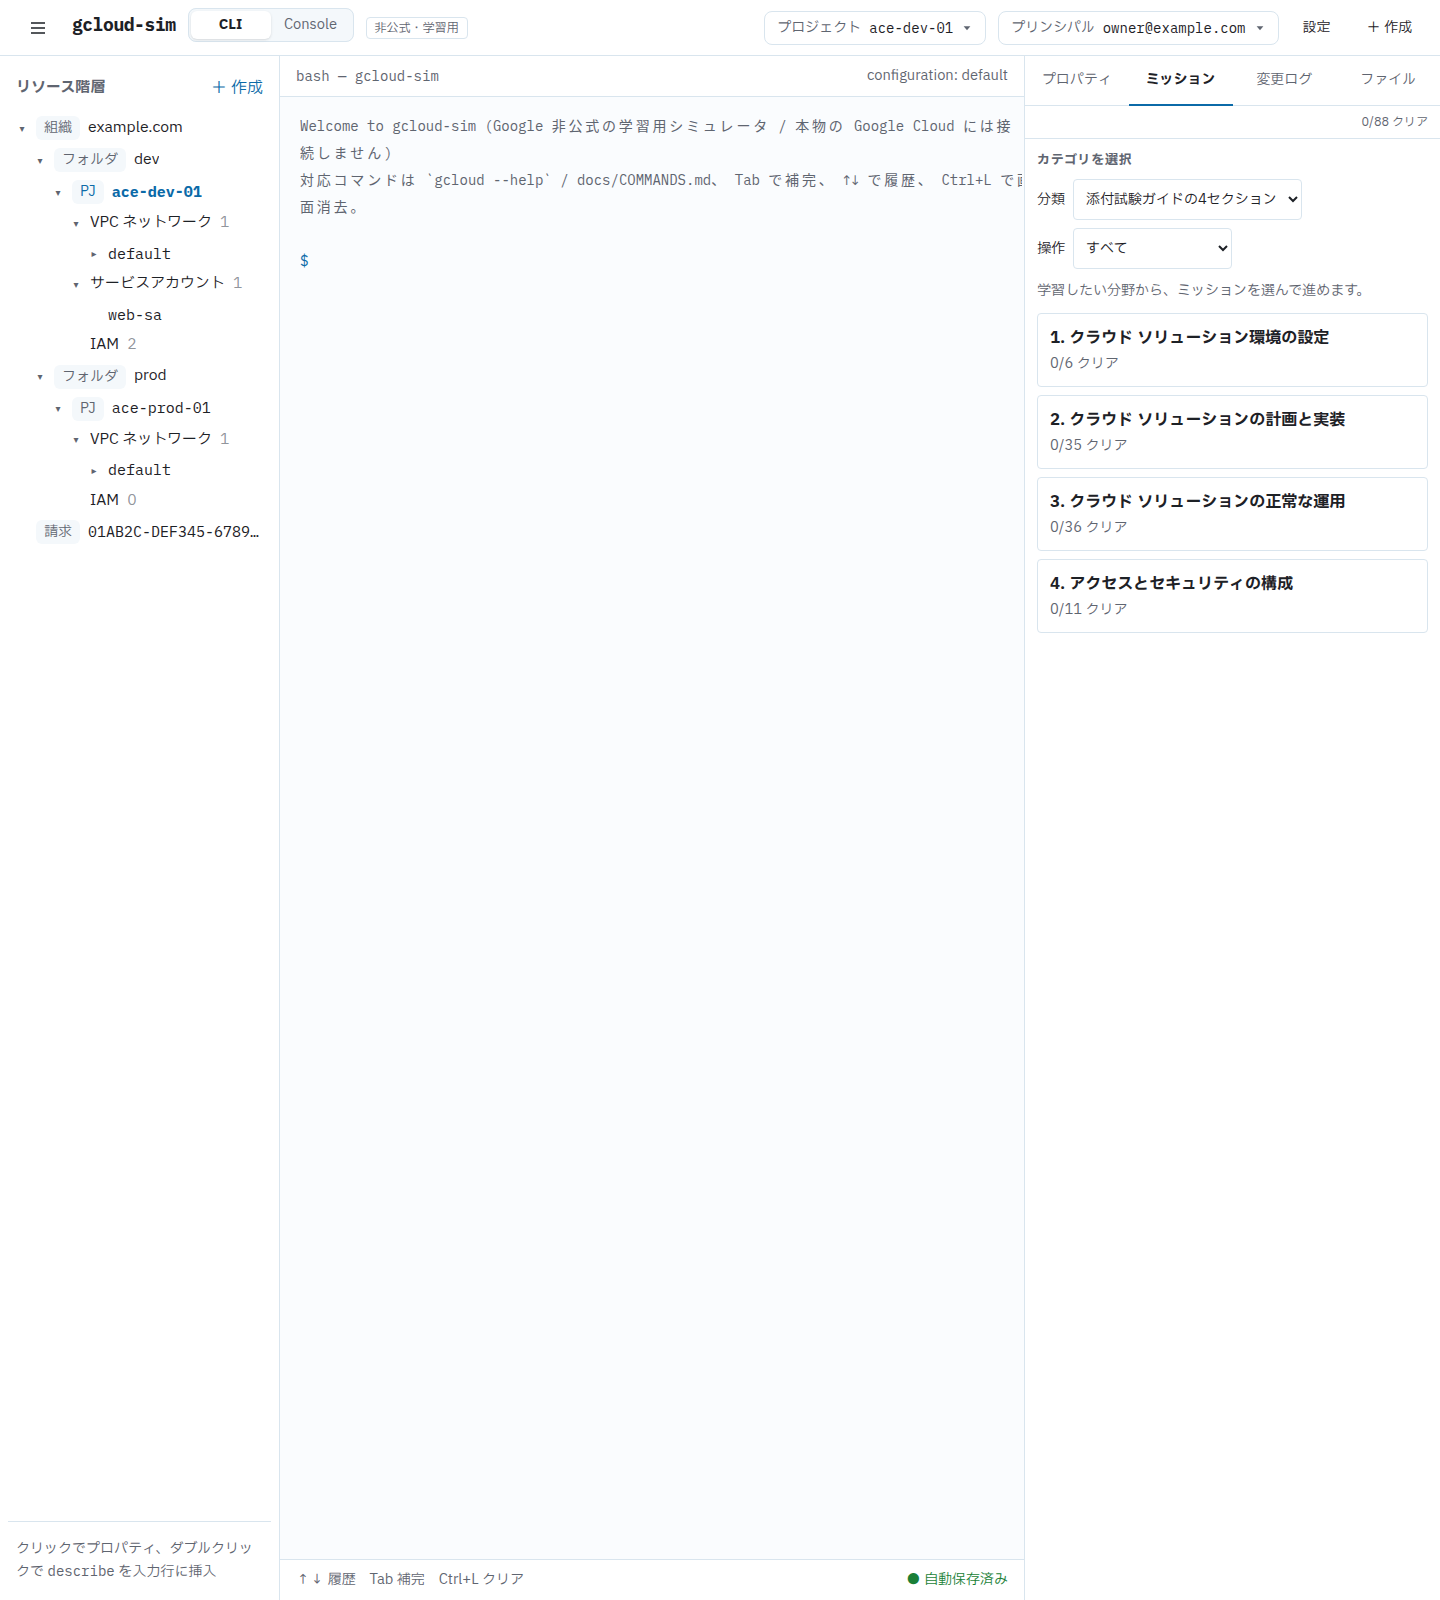 gcloud-sim
CLI
Console
非公式・学習用
プロジェクト ace-dev-01
プリンシパル owner@example.com
設定
＋ 作成
リソース階層
＋ 作成
組織 example.com
フォルダ dev
PJ ace-dev-01
VPC ネットワーク 1
default
サービスアカウント 1
web-sa
IAM 2
フォルダ prod
PJ ace-prod-01
VPC ネットワーク 1
default
IAM 0
請求 01AB2C-DEF345-6789…
クリックでプロパティ、ダブルクリッ
クで describe を入力行に挿入
bash — gcloud-sim
configuration: default
Welcome to gcloud-sim (Google 非公式の学習用シミュレータ / 本物の Google Cloud には接
続しません)
対応コマンドは `gcloud --help` / docs/COMMANDS.md、 Tab で補完、 ↑↓ で履歴、 Ctrl+L で画
面消去。
$
↑↓ 履歴 Tab 補完 Ctrl+L クリア
● 自動保存済み
プロパティ
ミッション
変更ログ
ファイル
0/88 クリア
カテゴリを選択
分類 添付試験ガイドの4セクション
操作 すべて
学習したい分野から、ミッションを選んで進めます。
1. クラウド ソリューション環境の設定
0/6 クリア
2. クラウド ソリューションの計画と実装
0/35 クリア
3. クラウド ソリューションの正常な運用
0/36 クリア
4. アクセスとセキュリティの構成
0/11 クリア